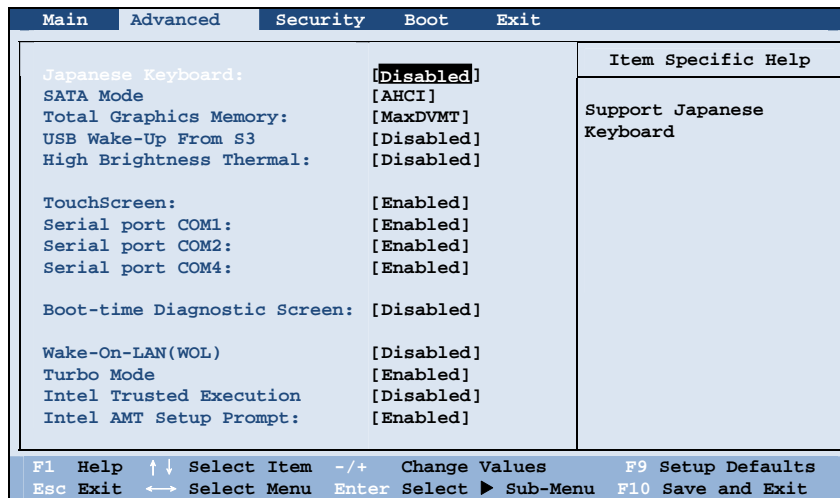 Main Advanced Security Boot Exit
Item Specific Help
Japanese Keyboard: [Disabled]
SATA Mode [AHCI]
Total Graphics Memory: [MaxDVMT]
USB Wake-Up From S3 [Disabled]
High Brightness Thermal: [Disabled]
Support Japanese
Keyboard
TouchScreen: [Enabled]
Serial port COM1: [Enabled]
Serial port COM2: [Enabled]
Serial port COM4: [Enabled]
Boot-time Diagnostic Screen: [Disabled]
Wake-On-LAN(WOL) [Disabled]
Turbo Mode [Enabled]
Intel Trusted Execution [Disabled]
Intel AMT Setup Prompt: [Enabled]
F1 Help ↑↓ Select Item -/+ Change Values F9 Setup Defaults
Esc Exit ←→ Select Menu Enter Select ▶ Sub-Menu F10 Save and Exit